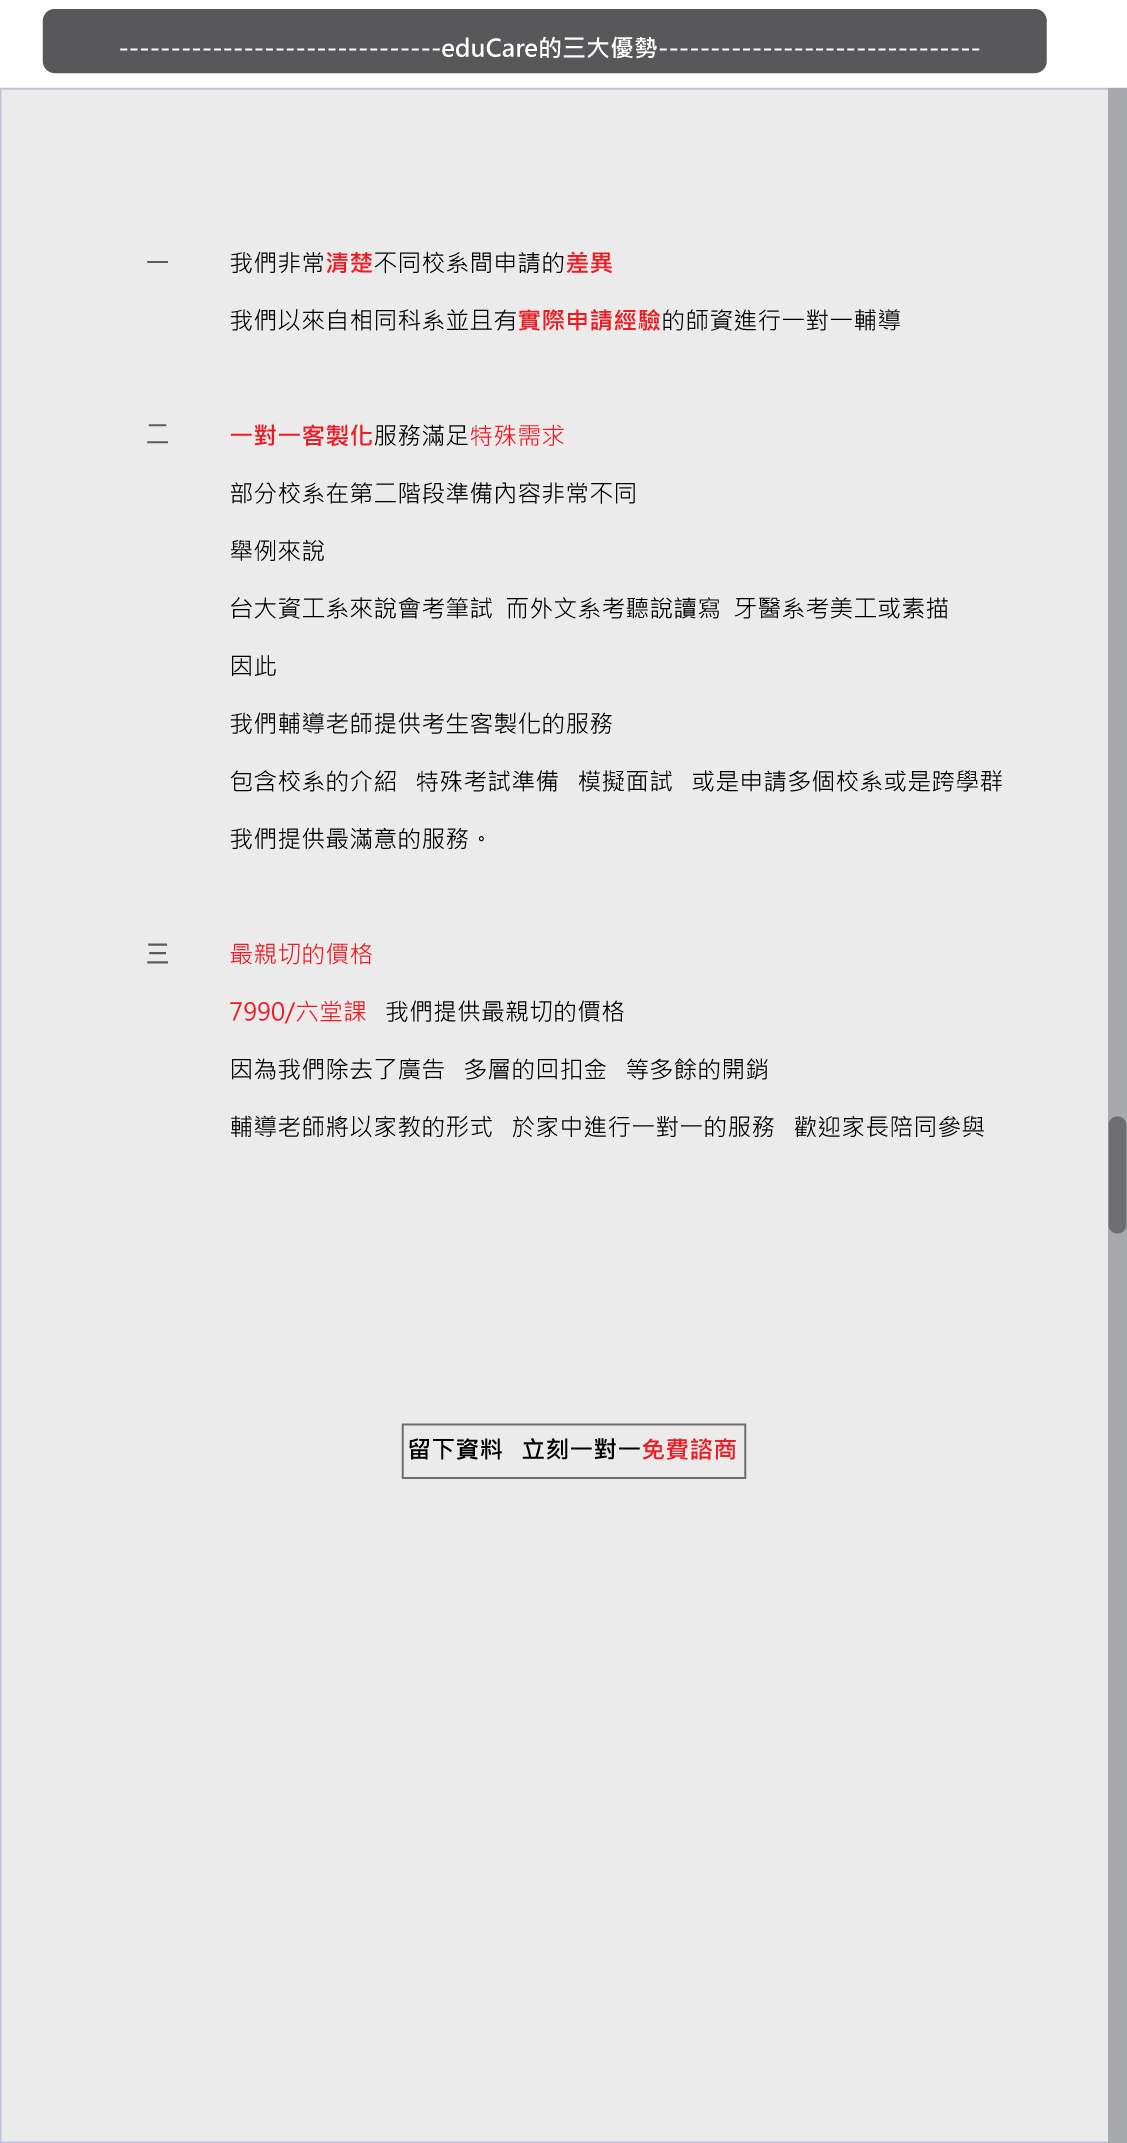 ------------------------------eduCare的三大優勢------------------------------
一 我們非常清楚不同校系間申請的差異
我們以來自相同科系並且有實際申請經驗的師資進行一對一輔導
二 一對一客製化服務滿足特殊需求
部分校系在第二階段準備內容非常不同
舉例來說
台大資工系來說會考筆試 而外文系考聽說讀寫 牙醫系考美工或素描
因此
我們輔導老師提供考生客製化的服務
包含校系的介紹 特殊考試準備 模擬面試 或是申請多個校系或是跨學群
我們提供最滿意的服務。
三 最親切的價格
7990/六堂課 我們提供最親切的價格
因為我們除去了廣告 多層的回扣金 等多餘的開銷
輔導老師將以家教的形式 於家中進行一對一的服務 歡迎家長陪同參與
留下資料 立刻一對一免費諮商